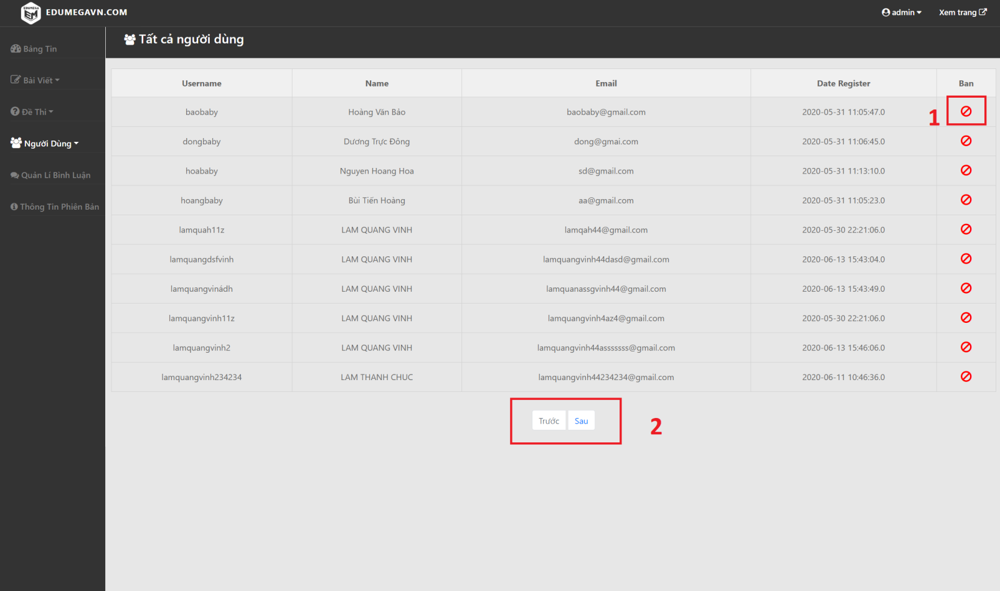 EDUMEGA
EM
EDUMEGAVN.COM
admin
Xem trang
Bảng Tin
Bài Viết
Đề Thi
Người Dùng
Quản Lí Bình Luận
Thông Tin Phiên Bản
Tất cả người dùng
Username Name Email Date Register Ban
baobaby Hoàng Văn Bảo baobaby@gmail.com 2020-05-31 11:05:47.0
1
dongbaby Dương Trực Đông dong@gmai.com 2020-05-31 11:06:45.0
hoababy Nguyen Hoang Hoa sd@gmail.com 2020-05-31 11:13:10.0
hoangbaby Bùi Tiến Hoàng aa@gmail.com 2020-05-31 11:05:23.0
lamquah11z LAM QUANG VINH lamqah44@gmail.com 2020-05-30 22:21:06.0
lamquangdsfvinh LAM QUANG VINH lamquangvinh44dasd@gmail.com 2020-06-13 15:43:04.0
lamquangvinádh LAM QUANG VINH lamquanassgvinh44@gmail.com 2020-06-13 15:43:49.0
lamquangvinh11z LAM QUANG VINH lamquangvinh4az4@gmail.com 2020-05-30 22:21:06.0
lamquangvinh2 LAM QUANG VINH lamquangvinh44asssssss@gmail.com 2020-06-13 15:46:06.0
lamquangvinh234234 LAM THANH CHUC lamquangvinh44234234@gmail.com 2020-06-11 10:46:36.0
Trước Sau
2